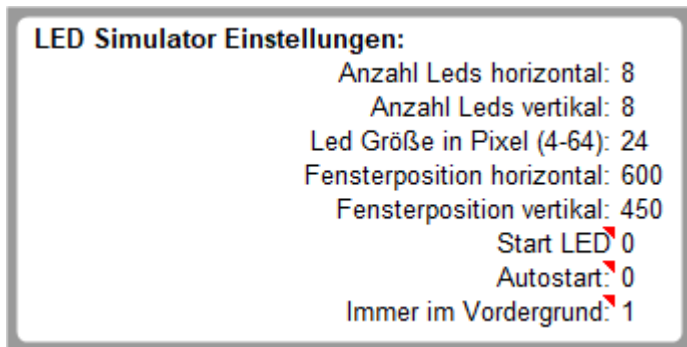 LED Simulator Einstellungen:
Anzahl Leds horizontal: 8
Anzahl Leds vertikal: 8
Led Größe in Pixel (4-64): 24
Fensterposition horizontal: 600
Fensterposition vertikal: 450
Start LED 0
Autostart: 0
Immer im Vordergrund: 1